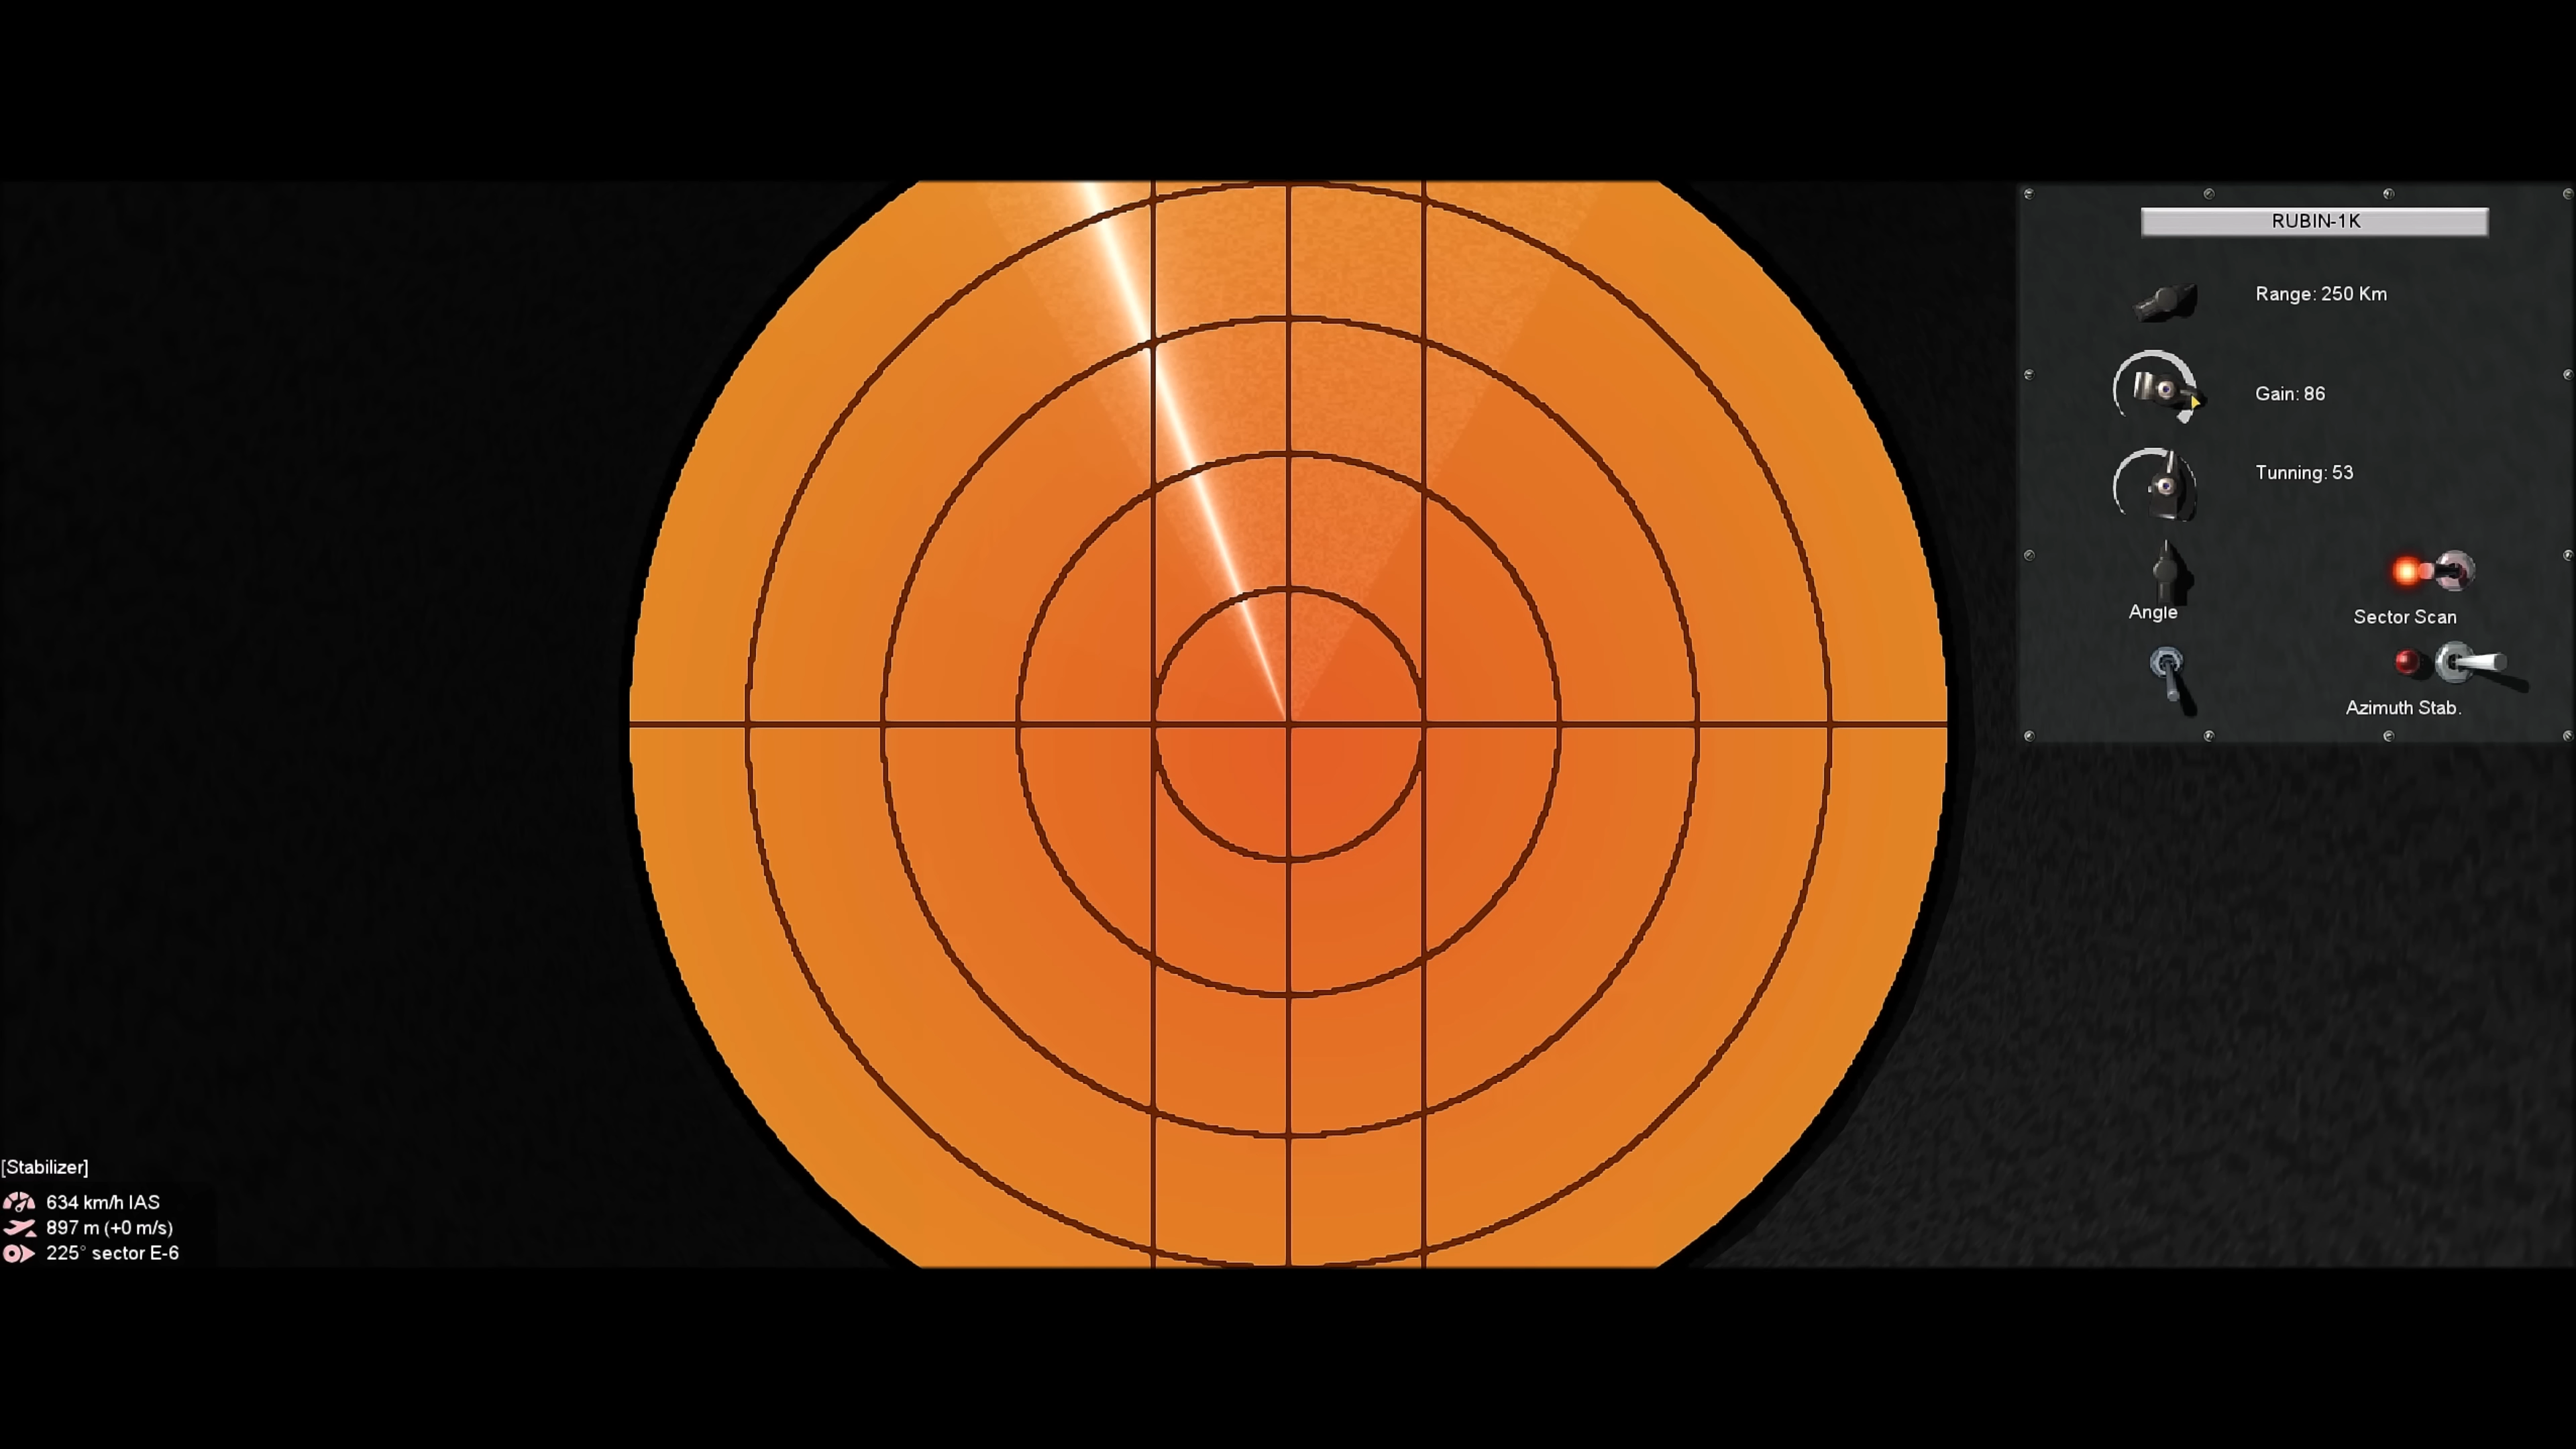 RUBIN-1K
Range: 250 Km
Gain: 86
Tunning: 53
Angle
Sector Scan
Azimuth Stab.
[Stabilizer]
634 km/h IAS
897 m (+0 m/s)
225° sector E-6